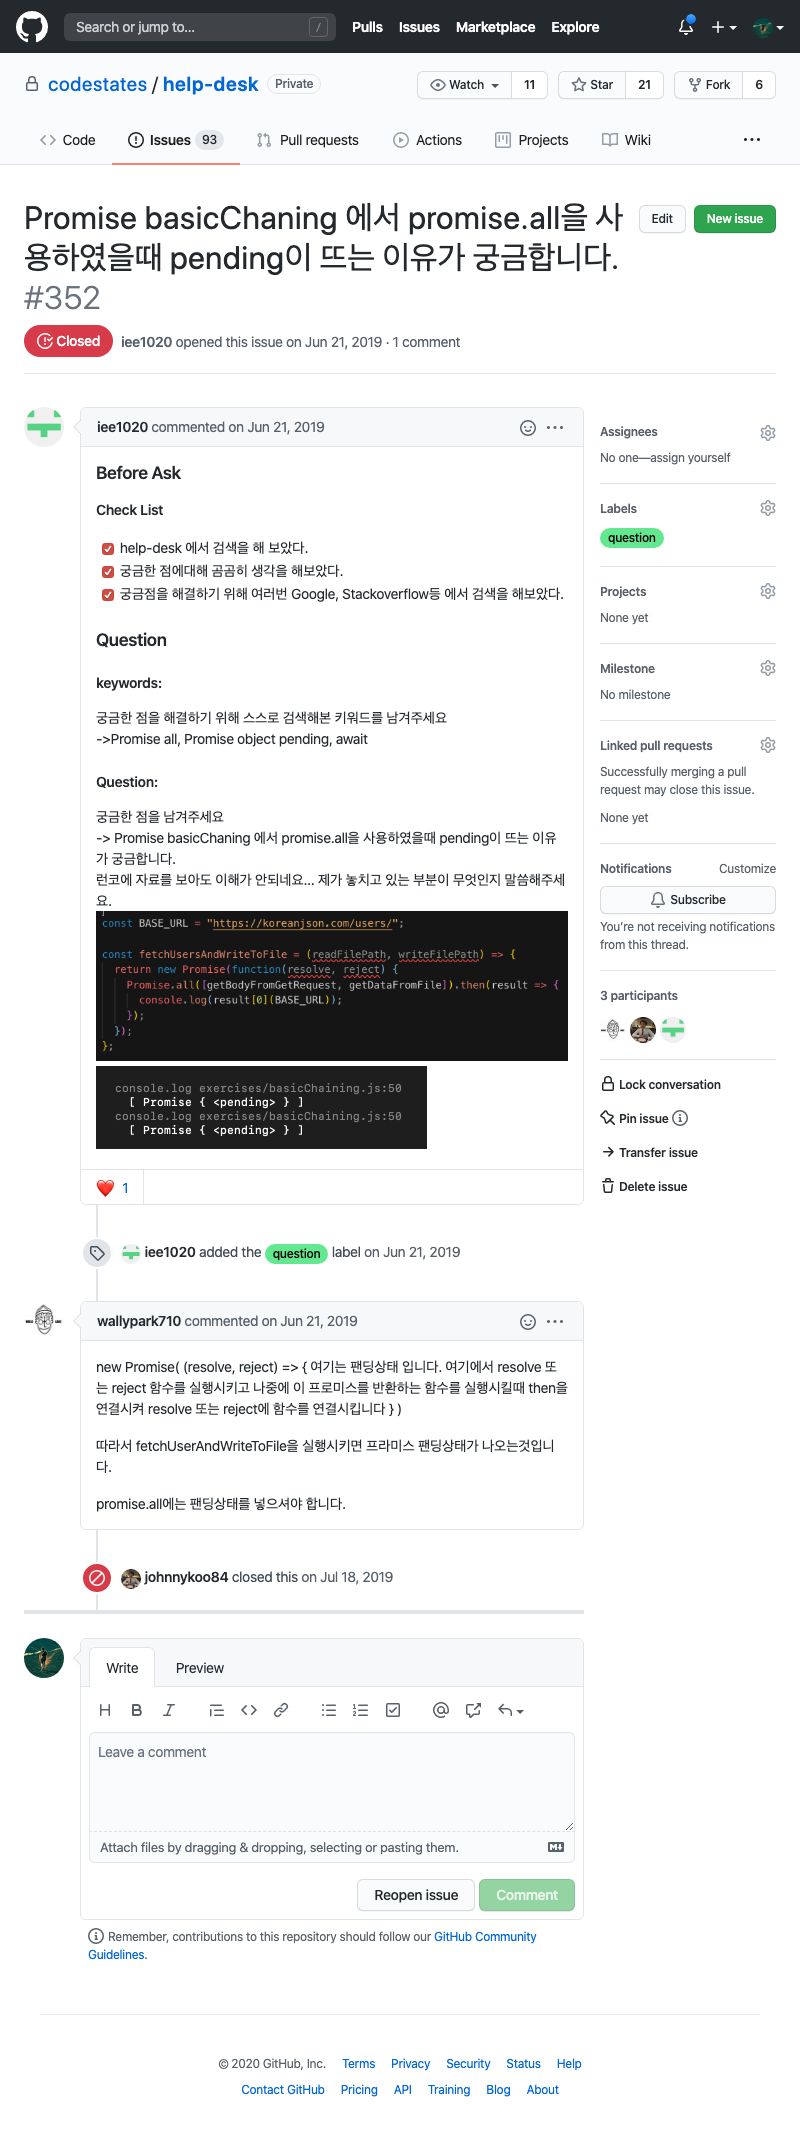 Search or jump to... /
Pulls Issues Marketplace Explore
codestates / help-desk Private
Watch 11 Star 21 Fork 6
Code Issues 93 Pull requests Actions Projects Wiki
Promise basicChaning 에서 promise.all을 사
용하였을때 pending이 뜨는 이유가 궁금합니다.
#352
Edit New issue
Closed iee1020 opened this issue on Jun 21, 2019 · 1 comment
iee1020 commented on Jun 21, 2019
Before Ask
Check List
help-desk 에서 검색을 해 보았다.
궁금한 점에대해 곰곰히 생각을 해보았다.
궁금점을 해결하기 위해 여러번 Google, Stackoverflow등 에서 검색을 해보았다.
Question
keywords:
궁금한 점을 해결하기 위해 스스로 검색해본 키워드를 남겨주세요
->Promise all, Promise object pending, await
Question:
궁금한 점을 남겨주세요
-> Promise basicChaning 에서 promise.all을 사용하였을때 pending이 뜨는 이유
가 궁금합니다.
런코에 자료를 보아도 이해가 안되네요... 제가 놓치고 있는 부분이 무엇인지 말씀해주세
요.
const BASE_URL = "https://koreanjson.com/users/";
const fetchUsersAndWriteToFile = (readFilePath, writeFilePath) => {
return new Promise(function(resolve, reject) {
Promise.all([getBodyFromGetRequest, getDataFromFile]).then(result => {
console.log(result[0](BASE_URL));
});
});
};
console.log exercises/basicChaining.js:50
[ Promise { <pending> } ]
console.log exercises/basicChaining.js:50
[ Promise { <pending> } ]
❤️ 1
iee1020 added the question label on Jun 21, 2019
wallypark710 commented on Jun 21, 2019
new Promise( (resolve, reject) => { 여기는 팬딩상태 입니다. 여기에서 resolve 또
는 reject 함수를 실행시키고 나중에 이 프로미스를 반환하는 함수를 실행시킬때 then을
연결시켜 resolve 또는 reject에 함수를 연결시킵니다 } )
따라서 fetchUserAndWriteToFile을 실행시키면 프라미스 팬딩상태가 나오는것입니
다.
promise.all에는 팬딩상태를 넣으셔야 합니다.
johnnykoo84 closed this on Jul 18, 2019
Write Preview
Leave a comment
Attach files by dragging & dropping, selecting or pasting them.
Reopen issue Comment
Remember, contributions to this repository should follow our GitHub Community
Guidelines.
Assignees
No one—assign yourself
Labels
question
Projects
None yet
Milestone
No milestone
Linked pull requests
Successfully merging a pull
request may close this issue.
None yet
Notifications Customize
Subscribe
You're not receiving notifications
from this thread.
3 participants
Lock conversation
Pin issue
Transfer issue
Delete issue
© 2020 GitHub, Inc. Terms Privacy Security Status Help
Contact GitHub Pricing API Training Blog About